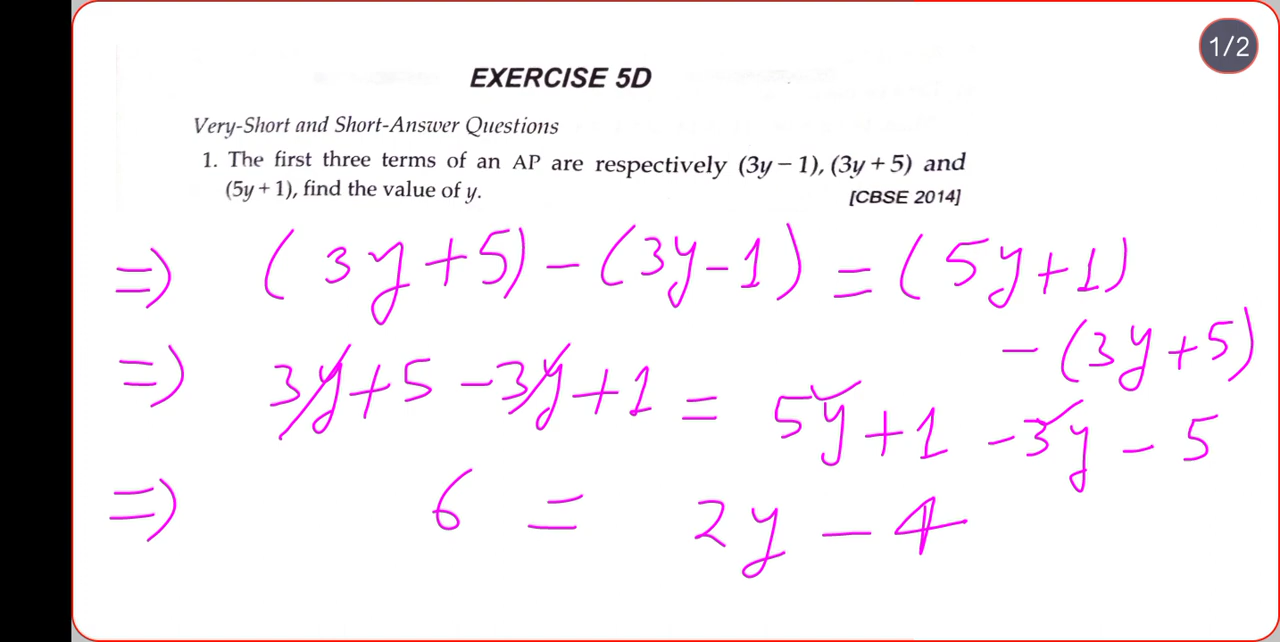 1/2
EXERCISE 5D
Very-Short and Short-Answer Questions
1. The first three terms of an AP are respectively (3y − 1), (3y + 5) and
(5y + 1), find the value of y.
[CBSE 2014]
=) (3y+5) − (3y−1) = (5y+1)
− (3y+5)
=) 3y+5 −3y+1 = 5y+1 −3y − 5
=) 6 = 2y − 4